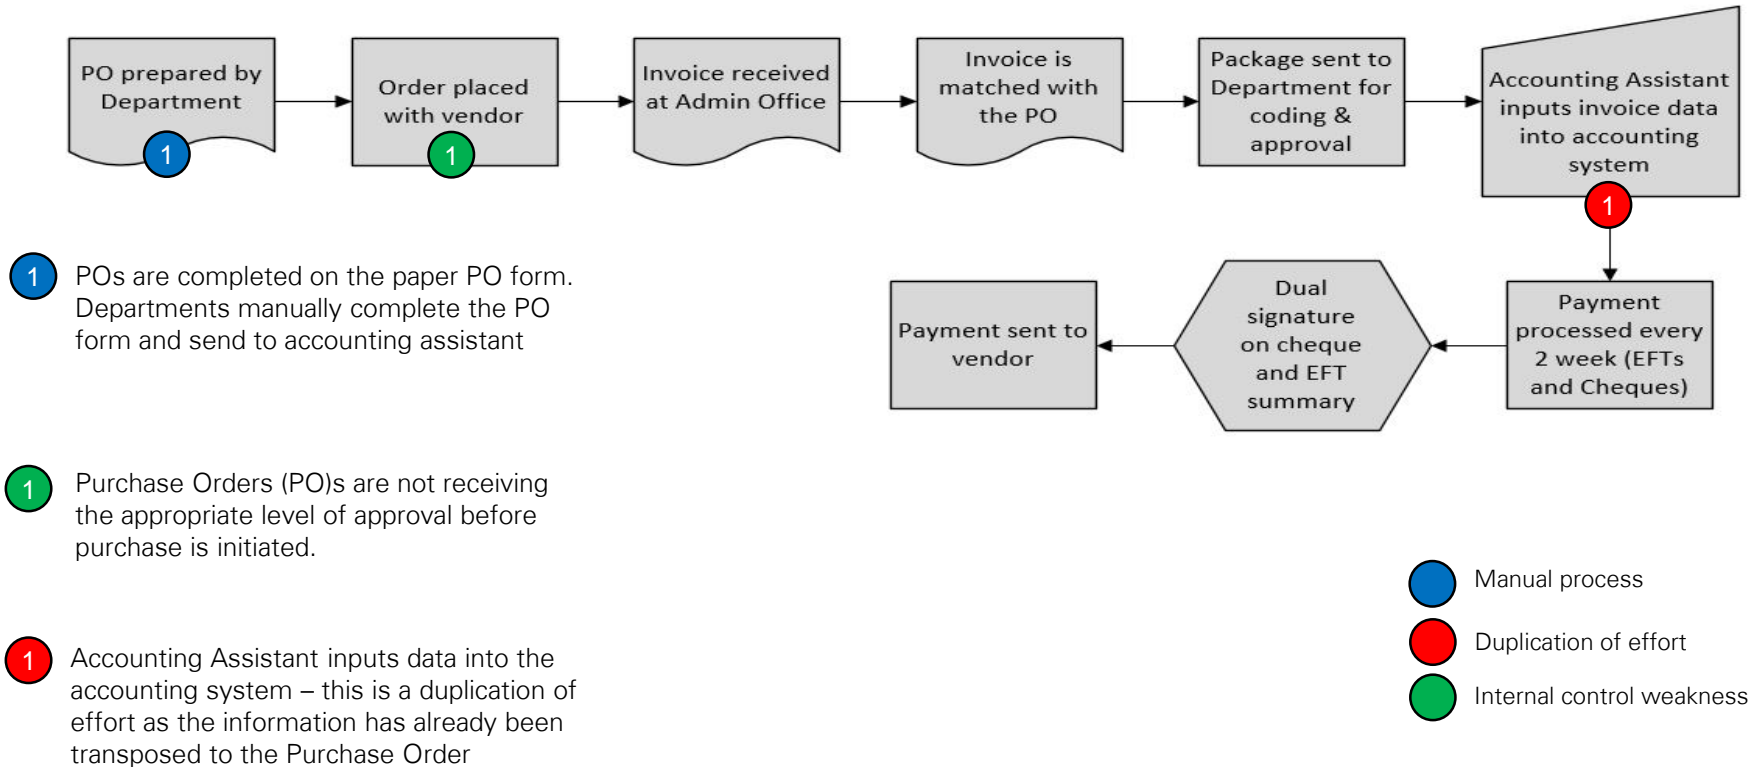 PO prepared by
Department
1
Order placed
with vendor
1
Invoice received
at Admin Office
Invoice is
matched with
the PO
Package sent to
Department for
coding &
approval
Accounting Assistant
inputs invoice data
into accounting
system
1
Payment
processed every
2 week (EFTs
and Cheques)
Dual
signature
on cheque
and EFT
summary
Payment sent to
vendor
1
POs are completed on the paper PO form.
Departments manually complete the PO
form and send to accounting assistant
1
Purchase Orders (PO)s are not receiving
the appropriate level of approval before
purchase is initiated.
1
Accounting Assistant inputs data into the
accounting system – this is a duplication of
effort as the information has already been
transposed to the Purchase Order
Manual process
Duplication of effort
Internal control weakness